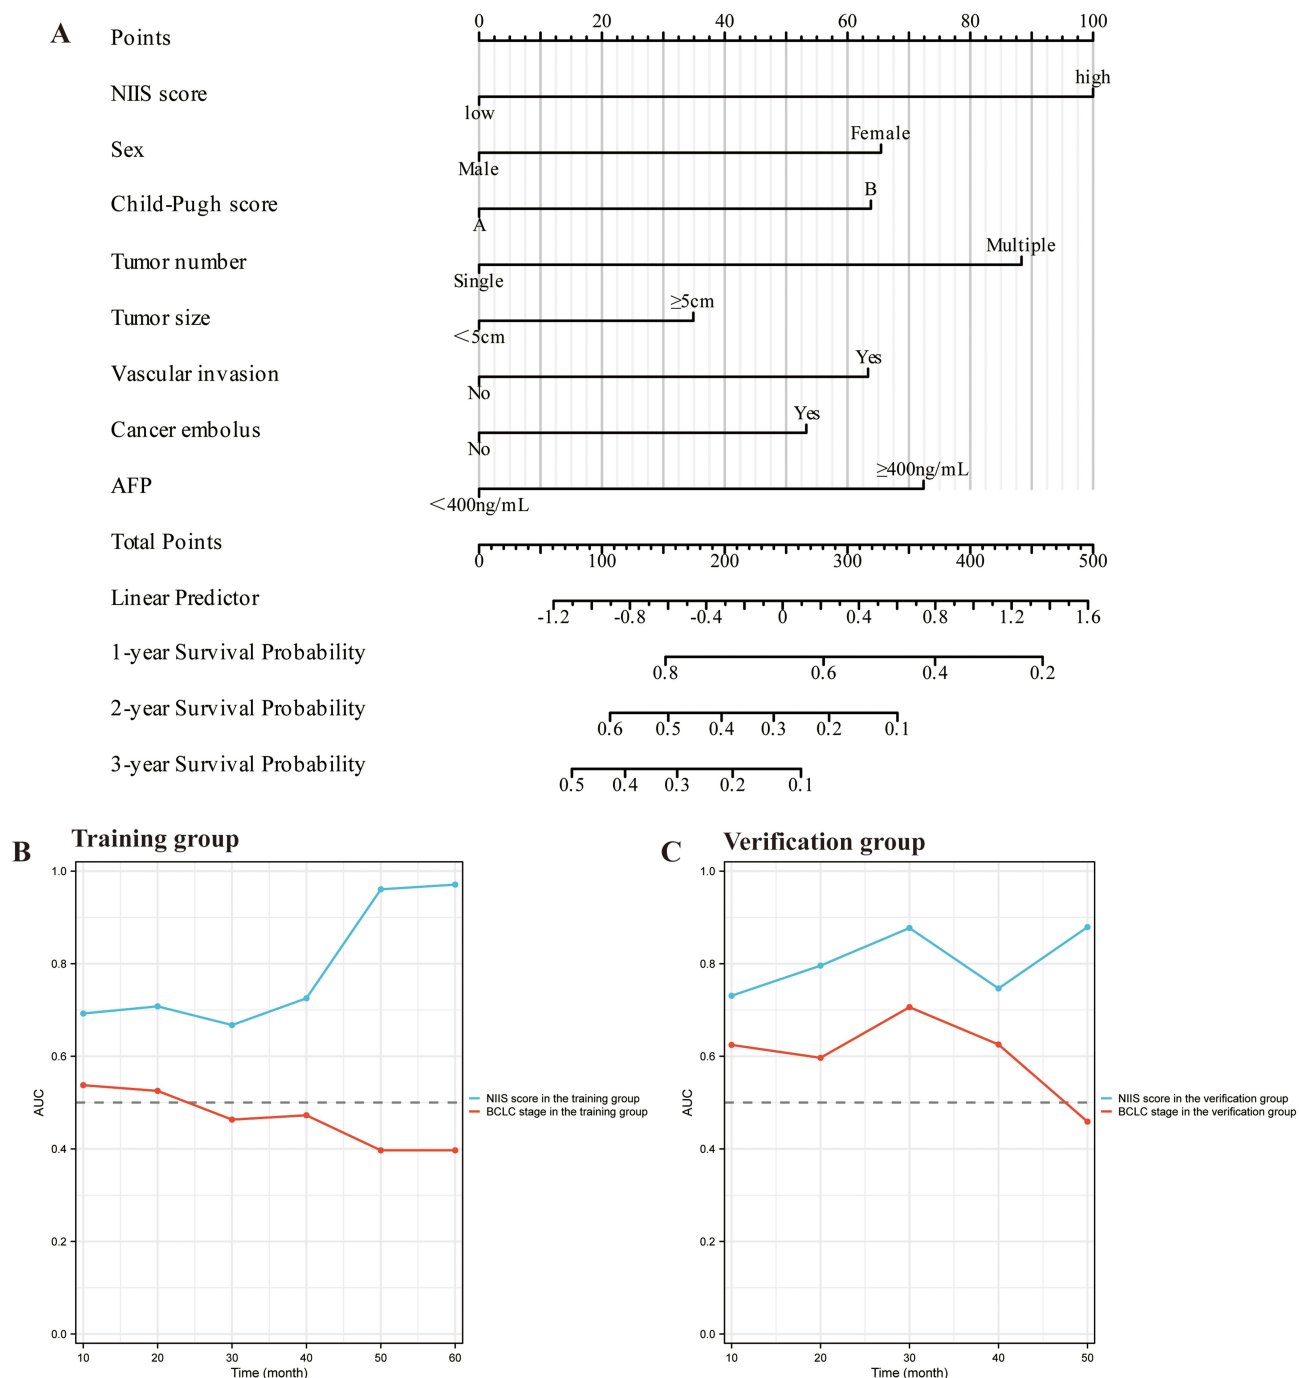 A
Points
0 20 40 60 80 100
NIIS score
low
high
Sex
Male
Female
Child-Pugh score
A
B
Tumor number
Single
Multiple
Tumor size
<5cm
≥5cm
Vascular invasion
No
Yes
Cancer embolus
No
Yes
AFP
<400ng/mL
≥400ng/mL
Total Points
0 100 200 300 400 500
Linear Predictor
-1.2 -0.8 -0.4 0 0.4 0.8 1.2 1.6
1-year Survival Probability
0.8 0.6 0.4 0.2
2-year Survival Probability
0.6 0.5 0.4 0.3 0.2 0.1
3-year Survival Probability
0.5 0.4 0.3 0.2 0.1
B
Training group
1.0
0.8
0.6
0.4
0.2
0.0
AUC
10 20 30 40 50 60
Time (month)
NIIS score in the training group
BCLC stage in the training group
C
Verification group
1.0
0.8
0.6
0.4
0.2
0.0
AUC
10 20 30 40 50
Time (month)
NIIS score in the verification group
BCLC stage in the verification group